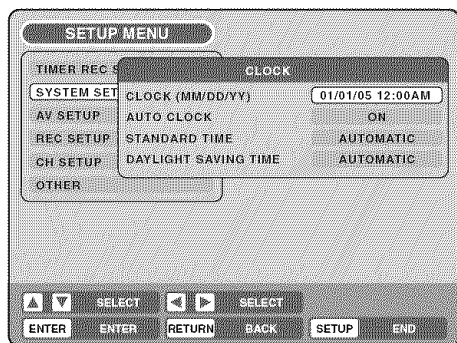 SETUP MENU
TIMER REC S
CLOCK
SYSTEM SET
CLOCK (MM/DD/YY) 01/01/05 12:00AM
AV SETUP
AUTO CLOCK ON
REC SETUP
STANDARD TIME AUTOMATIC
CH SETUP
DAYLIGHT SAVING TIME AUTOMATIC
OTHER
SELECT SELECT
ENTER ENTER RETURN BACK SETUP END